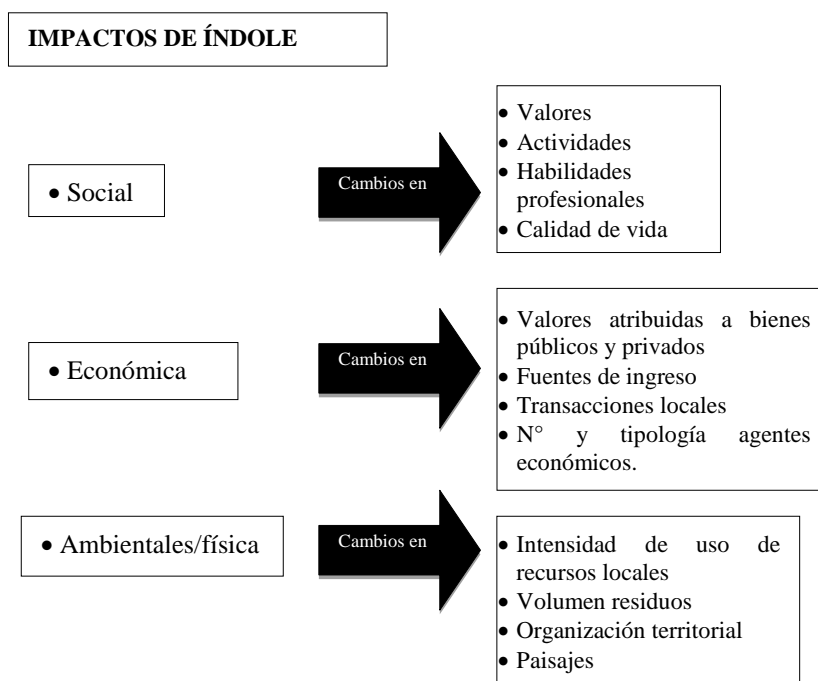 IMPACTOS DE ÍNDOLE
• Social
Cambios en
• Valores
• Actividades
• Habilidades
profesionales
• Calidad de vida
• Económica
Cambios en
• Valores atribuidas a bienes
públicos y privados
• Fuentes de ingreso
• Transacciones locales
• N° y tipología agentes
económicos.
• Ambientales/física
Cambios en
• Intensidad de uso de
recursos locales
• Volumen residuos
• Organización territorial
• Paisajes